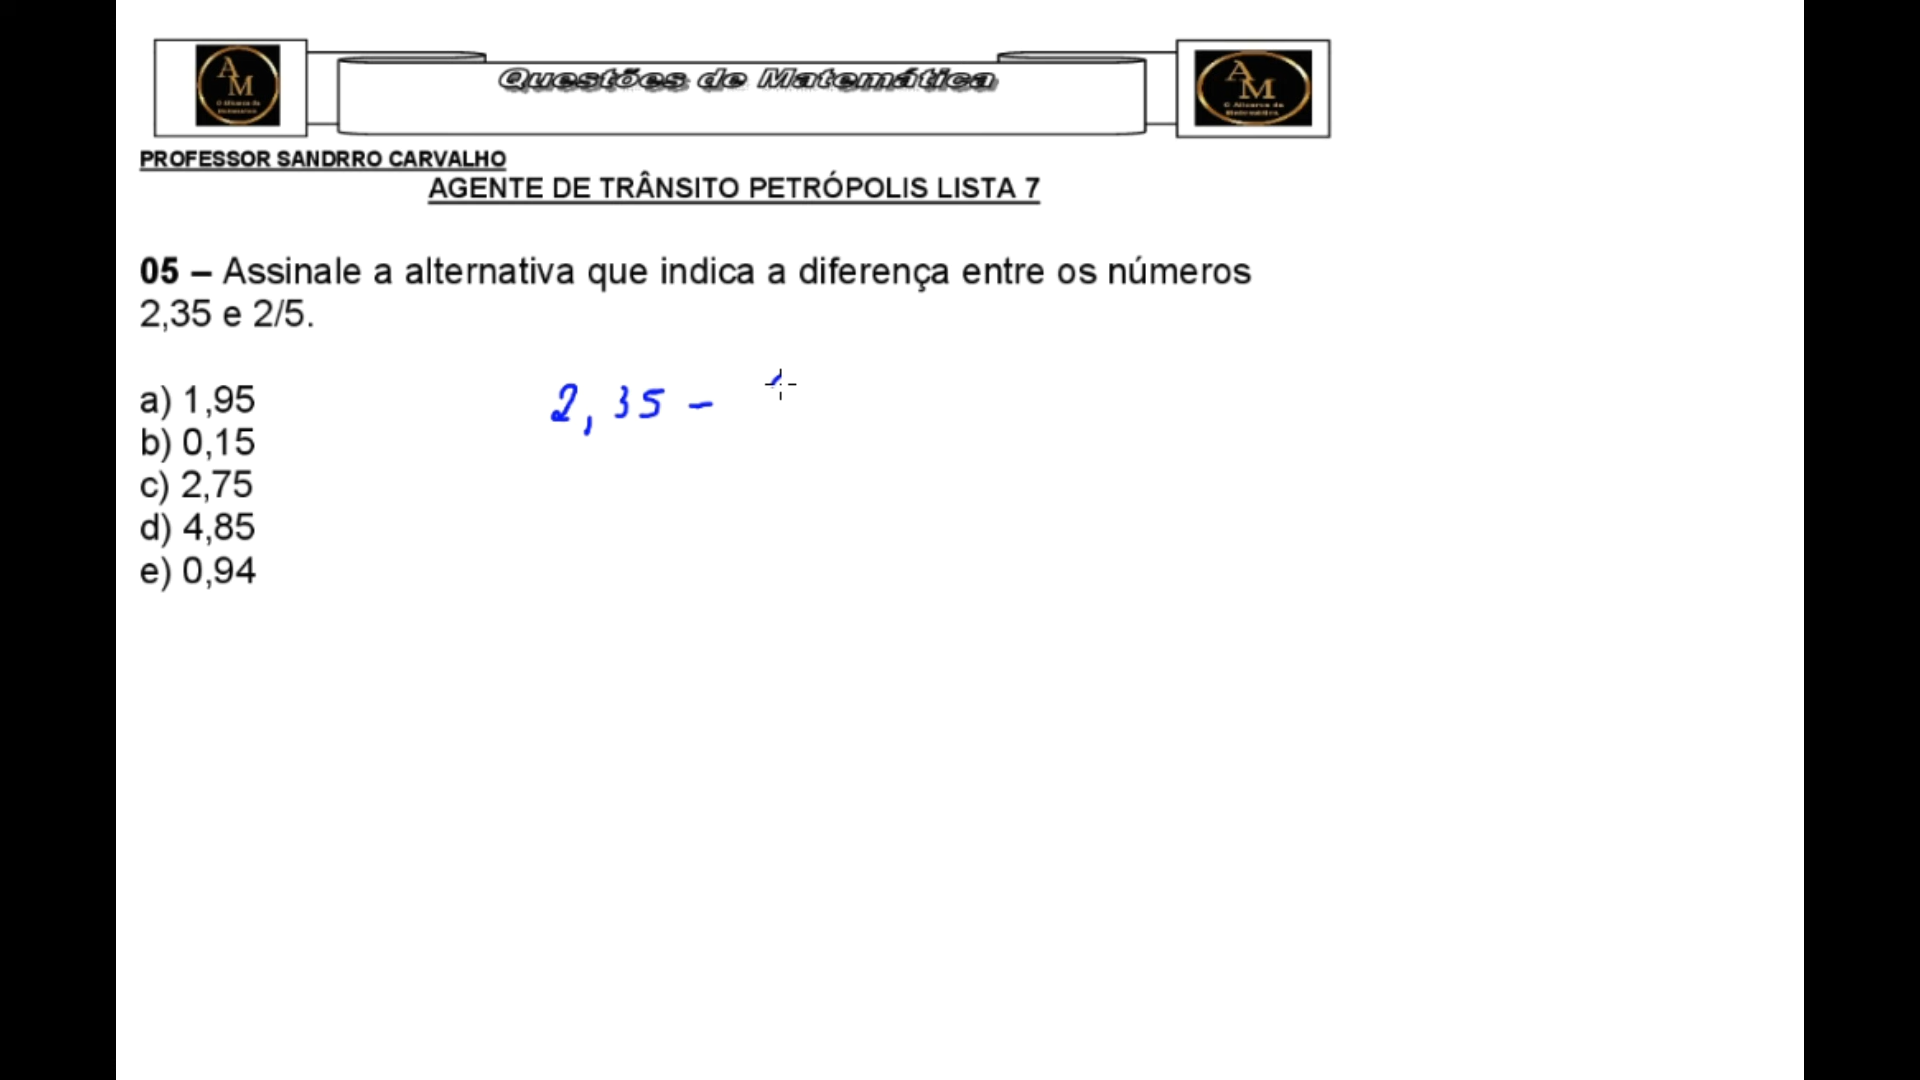 A
M
Questões de Matemática
A
M
PROFESSOR SANDRRO CARVALHO
AGENTE DE TRÂNSITO PETRÓPOLIS LISTA 7
05 – Assinale a alternativa que indica a diferença entre os números
2,35 e 2/5.
a) 1,95
b) 0,15
c) 2,75
d) 4,85
e) 0,94
2,35 -